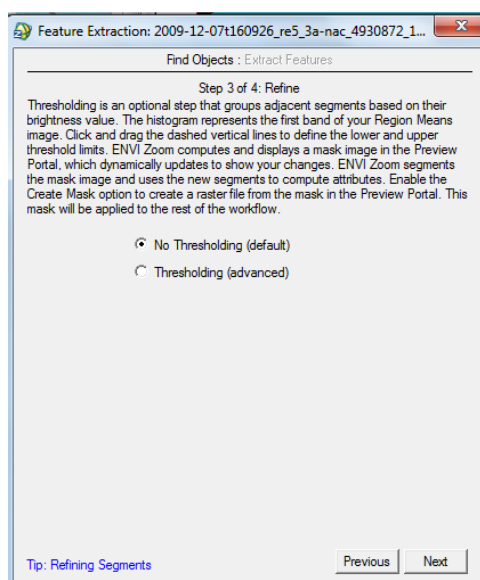 Feature Extraction: 2009-12-07t160926_re5_3a-nac_4930872_1...
Find Objects : Extract Features
Step 3 of 4: Refine
Thresholding is an optional step that groups adjacent segments based on their
brightness value. The histogram represents the first band of your Region Means
image. Click and drag the dashed vertical lines to define the lower and upper
threshold limits. ENVI Zoom computes and displays a mask image in the Preview
Portal, which dynamically updates to show your changes. ENVI Zoom segments
the mask image and uses the new segments to compute attributes. Enable the
Create Mask option to create a raster file from the mask in the Preview Portal. This
mask will be applied to the rest of the workflow.
No Thresholding (default)
Thresholding (advanced)
Tip: Refining Segments
Previous
Next